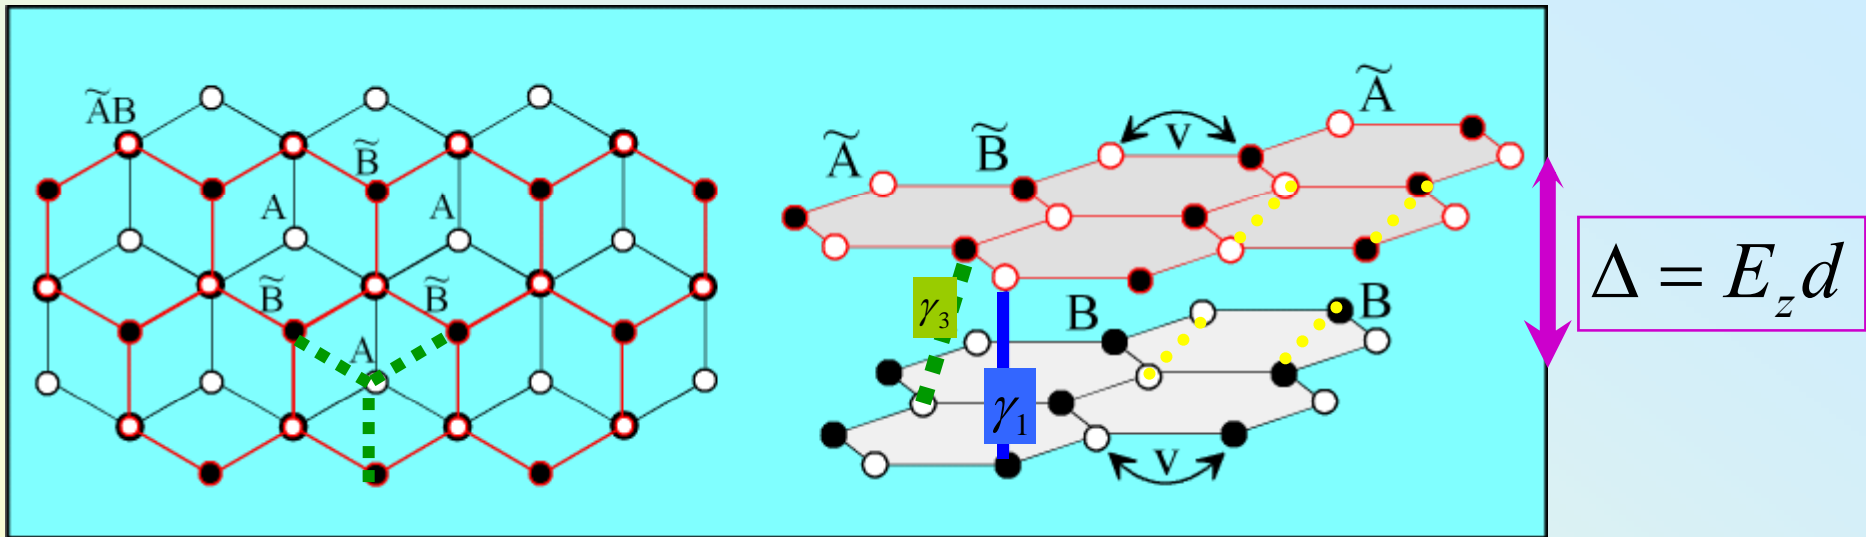 ÃB
B̃
A
A
B̃
B̃
A
Ã
B̃
v
Ã
γ₃
B
B
γ₁
v
Δ = E_z d